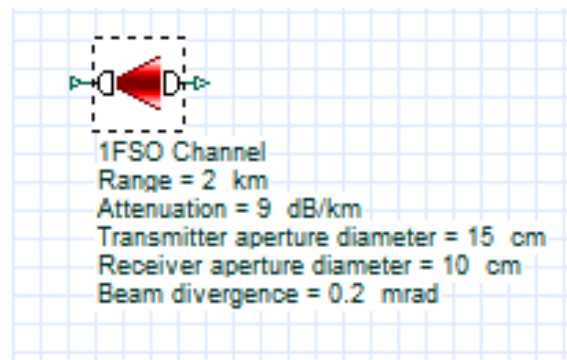 1FSO Channel
Range = 2 km
Attenuation = 9 dB/km
Transmitter aperture diameter = 15 cm
Receiver aperture diameter = 10 cm
Beam divergence = 0.2 mrad